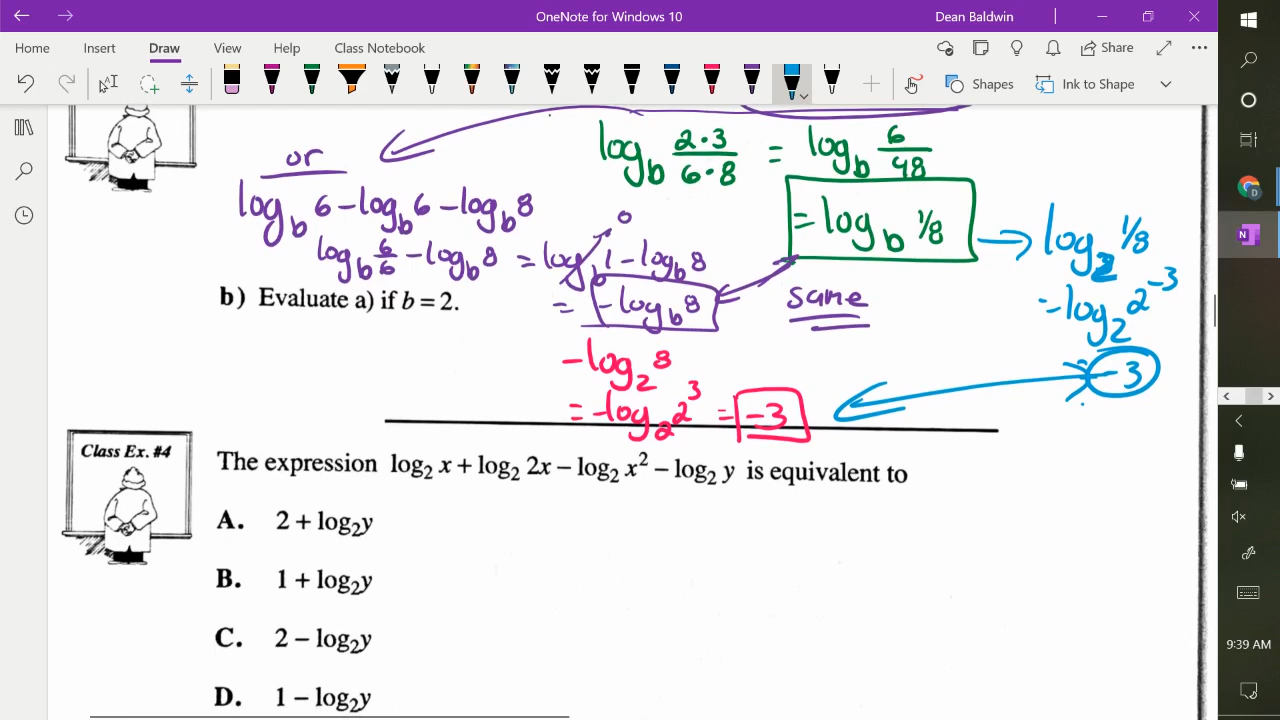 OneNote for Windows 10
Dean Baldwin
Home Insert Draw View Help Class Notebook
Share
Shapes
Ink to Shape
log_b (2·3)/(6·8) = log_b 6/48
or
log_b 6 - log_b 6 - log_b 8
= log_b 1/8
→ log_2 1/8
log_b 6/6 - log_b 8 = log_b 1 - log_b 8
0
= log_2 2^-3
b) Evaluate a) if b = 2.
= -log_b 8
same
-log_2 8
-3
= -log_2 2^3 = -3
Class Ex. #4
The expression log₂ x + log₂ 2x − log₂ x² − log₂ y is equivalent to
A. 2 + log₂y
B. 1 + log₂y
C. 2 − log₂y
D. 1 − log₂y
9:39 AM